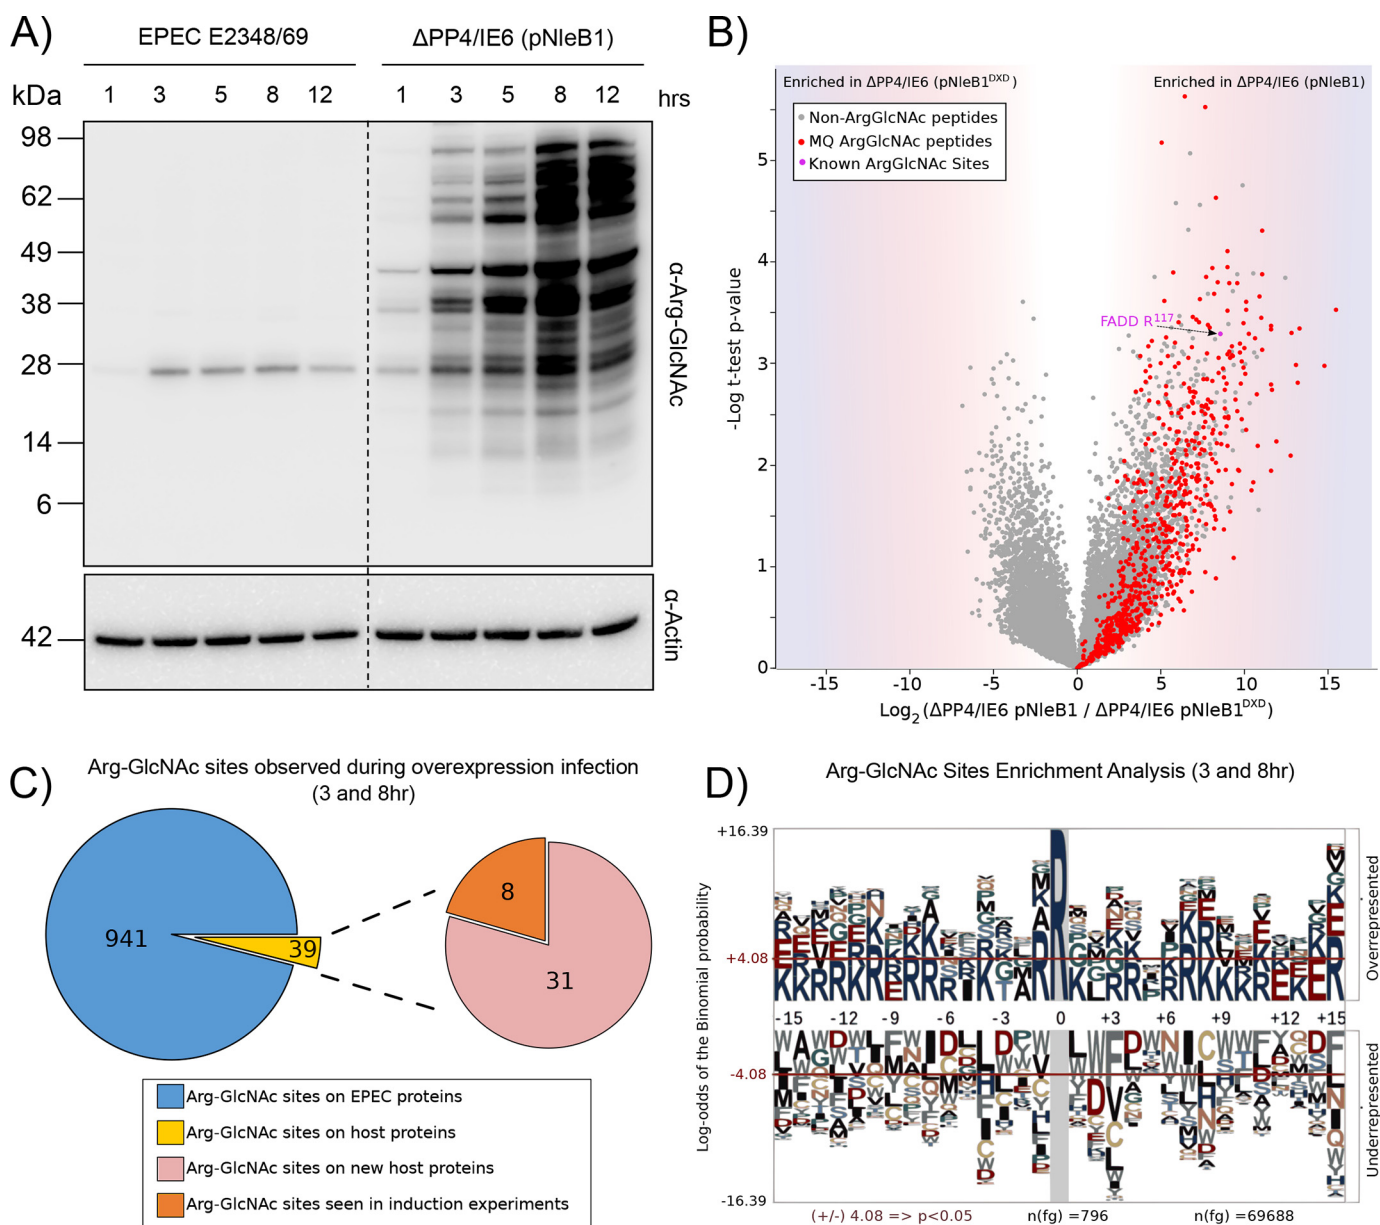 A)
EPEC E2348/69
ΔPP4/IE6 (pNleB1)
kDa 1 3 5 8 12 1 3 5 8 12 hrs
98
62
49
38
28
14
6
α-Arg-GlcNAc
42
α-Actin
B)
Enriched in ΔPP4/IE6 (pNleB1DXD)
Enriched in ΔPP4/IE6 (pNleB1)
Non-ArgGlcNAc peptides
MQ ArgGlcNAc peptides
Known ArgGlcNAc Sites
FADD R117
-Log t-test p-value
5
4
3
2
1
0
-15 -10 -5 0 5 10 15
Log2(ΔPP4/IE6 pNleB1 / ΔPP4/IE6 pNleB1DXD)
C)
Arg-GlcNAc sites observed during overexpression infection
(3 and 8hr)
941
39
8
31
Arg-GlcNAc sites on EPEC proteins
Arg-GlcNAc sites on host proteins
Arg-GlcNAc sites on new host proteins
Arg-GlcNAc sites seen in induction experiments
D)
Arg-GlcNAc Sites Enrichment Analysis (3 and 8hr)
Log-odds of the Binomial probability
+16.39
+4.08
-15 -12 -9 -6 -3 0 +3 +6 +9 +12 +15
-4.08
-16.39
Overrepresented
Underrepresented
(+/-) 4.08 => p<0.05
n(fg) =796
n(fg) =69688